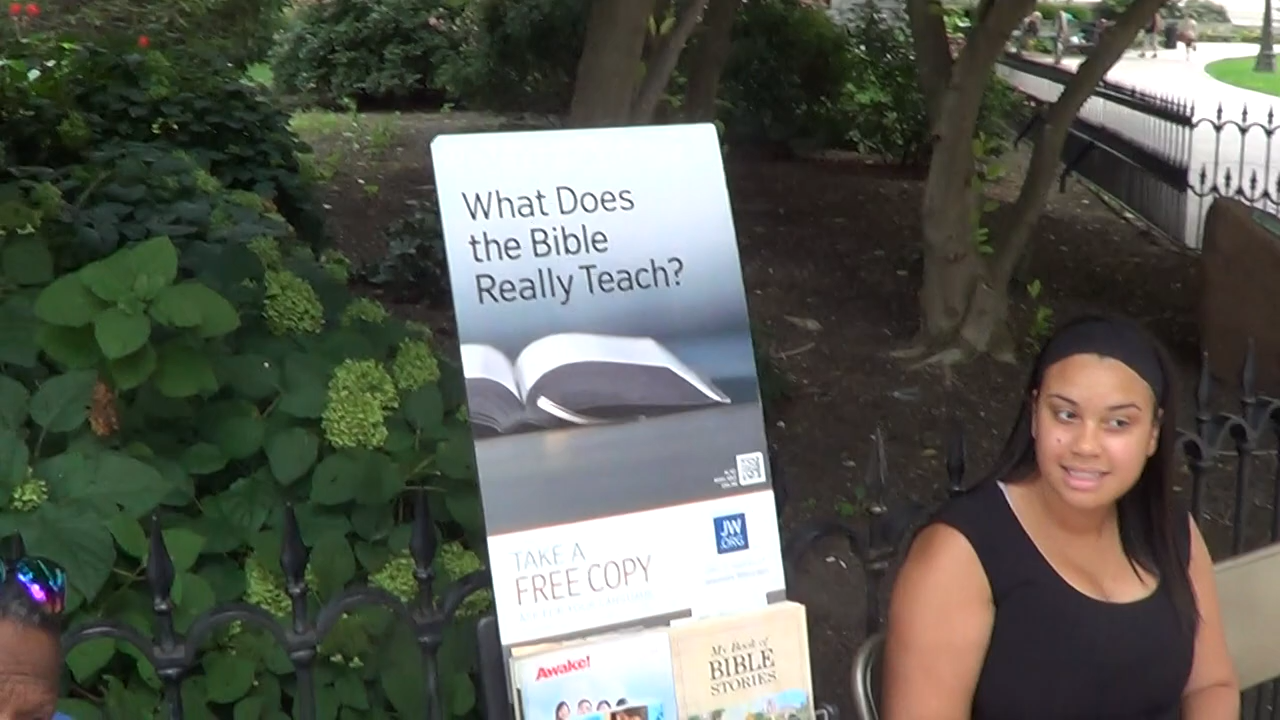 What Does
the Bible
Really Teach?
JW
.ORG
TAKE A
FREE COPY
Awake!
My Book of
BIBLE
STORIES